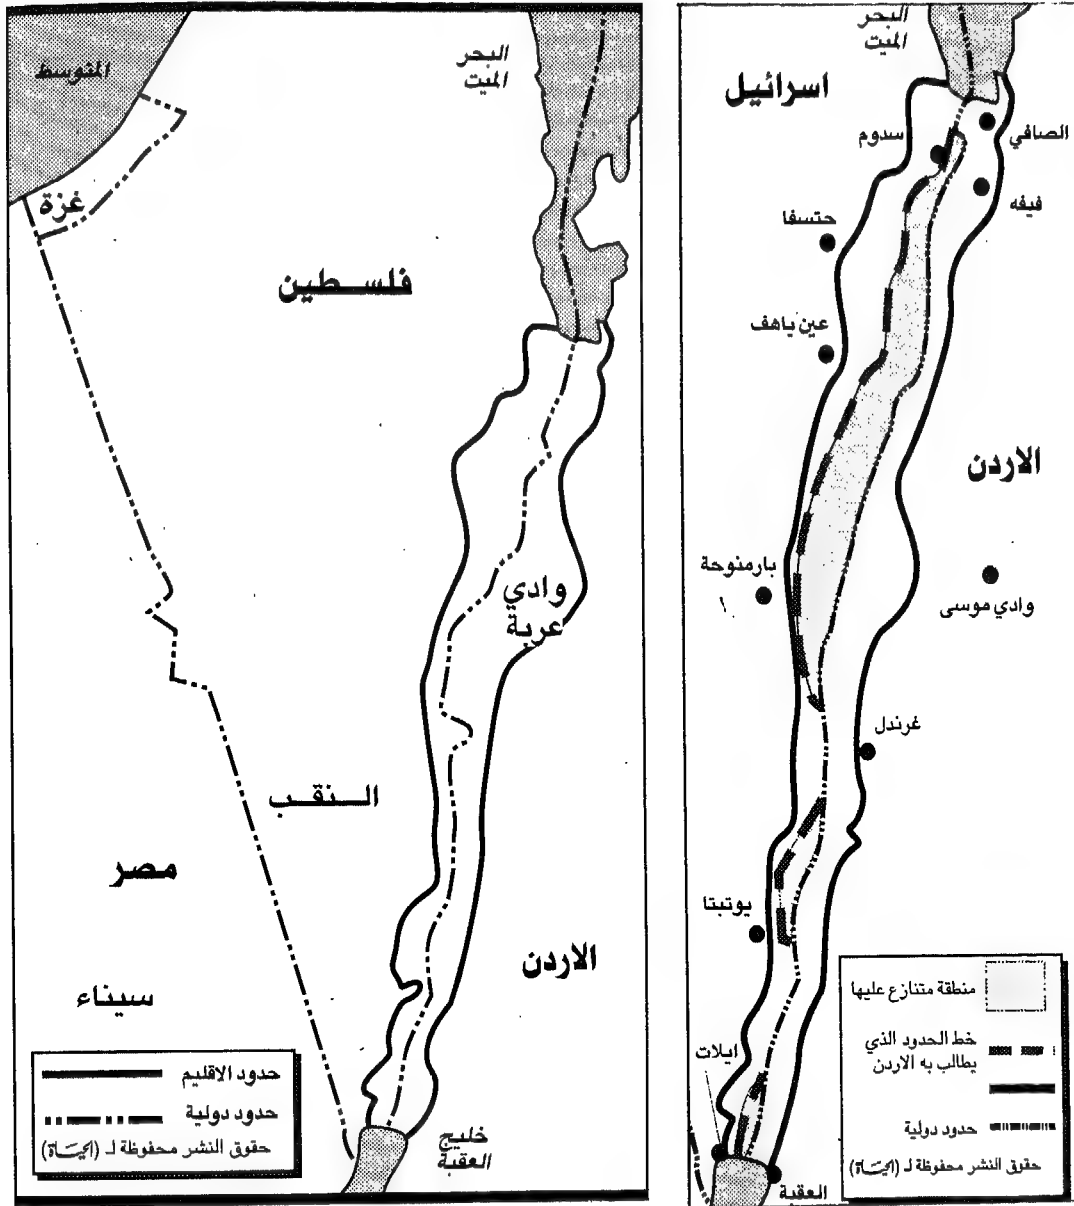 المتوسط
البحر
الميت
غزة
فلسطين
وادي
عربة
النقب
مصر
الاردن
سيناء
حدود الاقليم
حدود دولية
حقوق النشر محفوظة لـ (الحياة)
خليج
العقبة
البحر
الميت
اسرائيل
الصافي
سدوم
فيفه
حتسفا
عين ياهف
الاردن
بارمنوحة
وادي موسى
غرندل
يوتبتا
ايلات
العقبة
منطقة متنازع عليها
خط الحدود الذي
يطالب به الاردن
حدود دولية
حقوق النشر محفوظة لـ (الحياة)